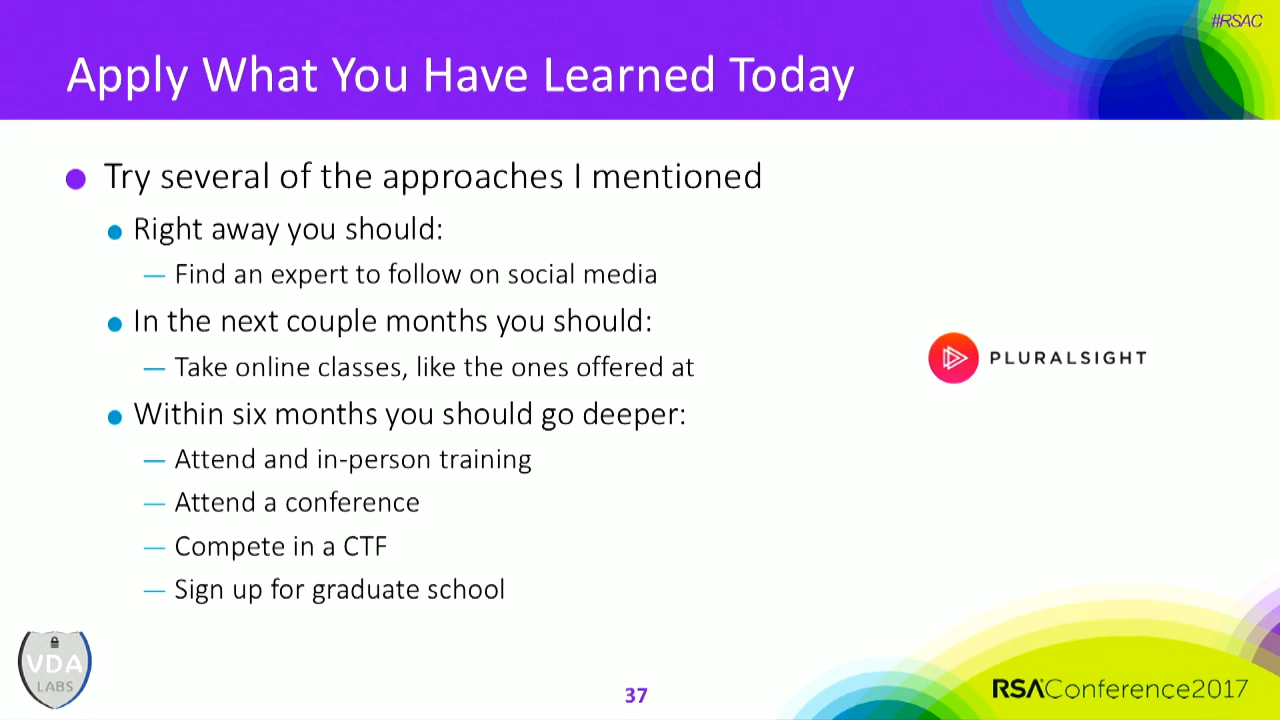 #RSAC
Apply What You Have Learned Today
Try several of the approaches I mentioned
Right away you should:
— Find an expert to follow on social media
In the next couple months you should:
— Take online classes, like the ones offered at
PLURALSIGHT
Within six months you should go deeper:
— Attend and in-person training
— Attend a conference
— Compete in a CTF
— Sign up for graduate school
VDA
LABS
37
RSAConference2017